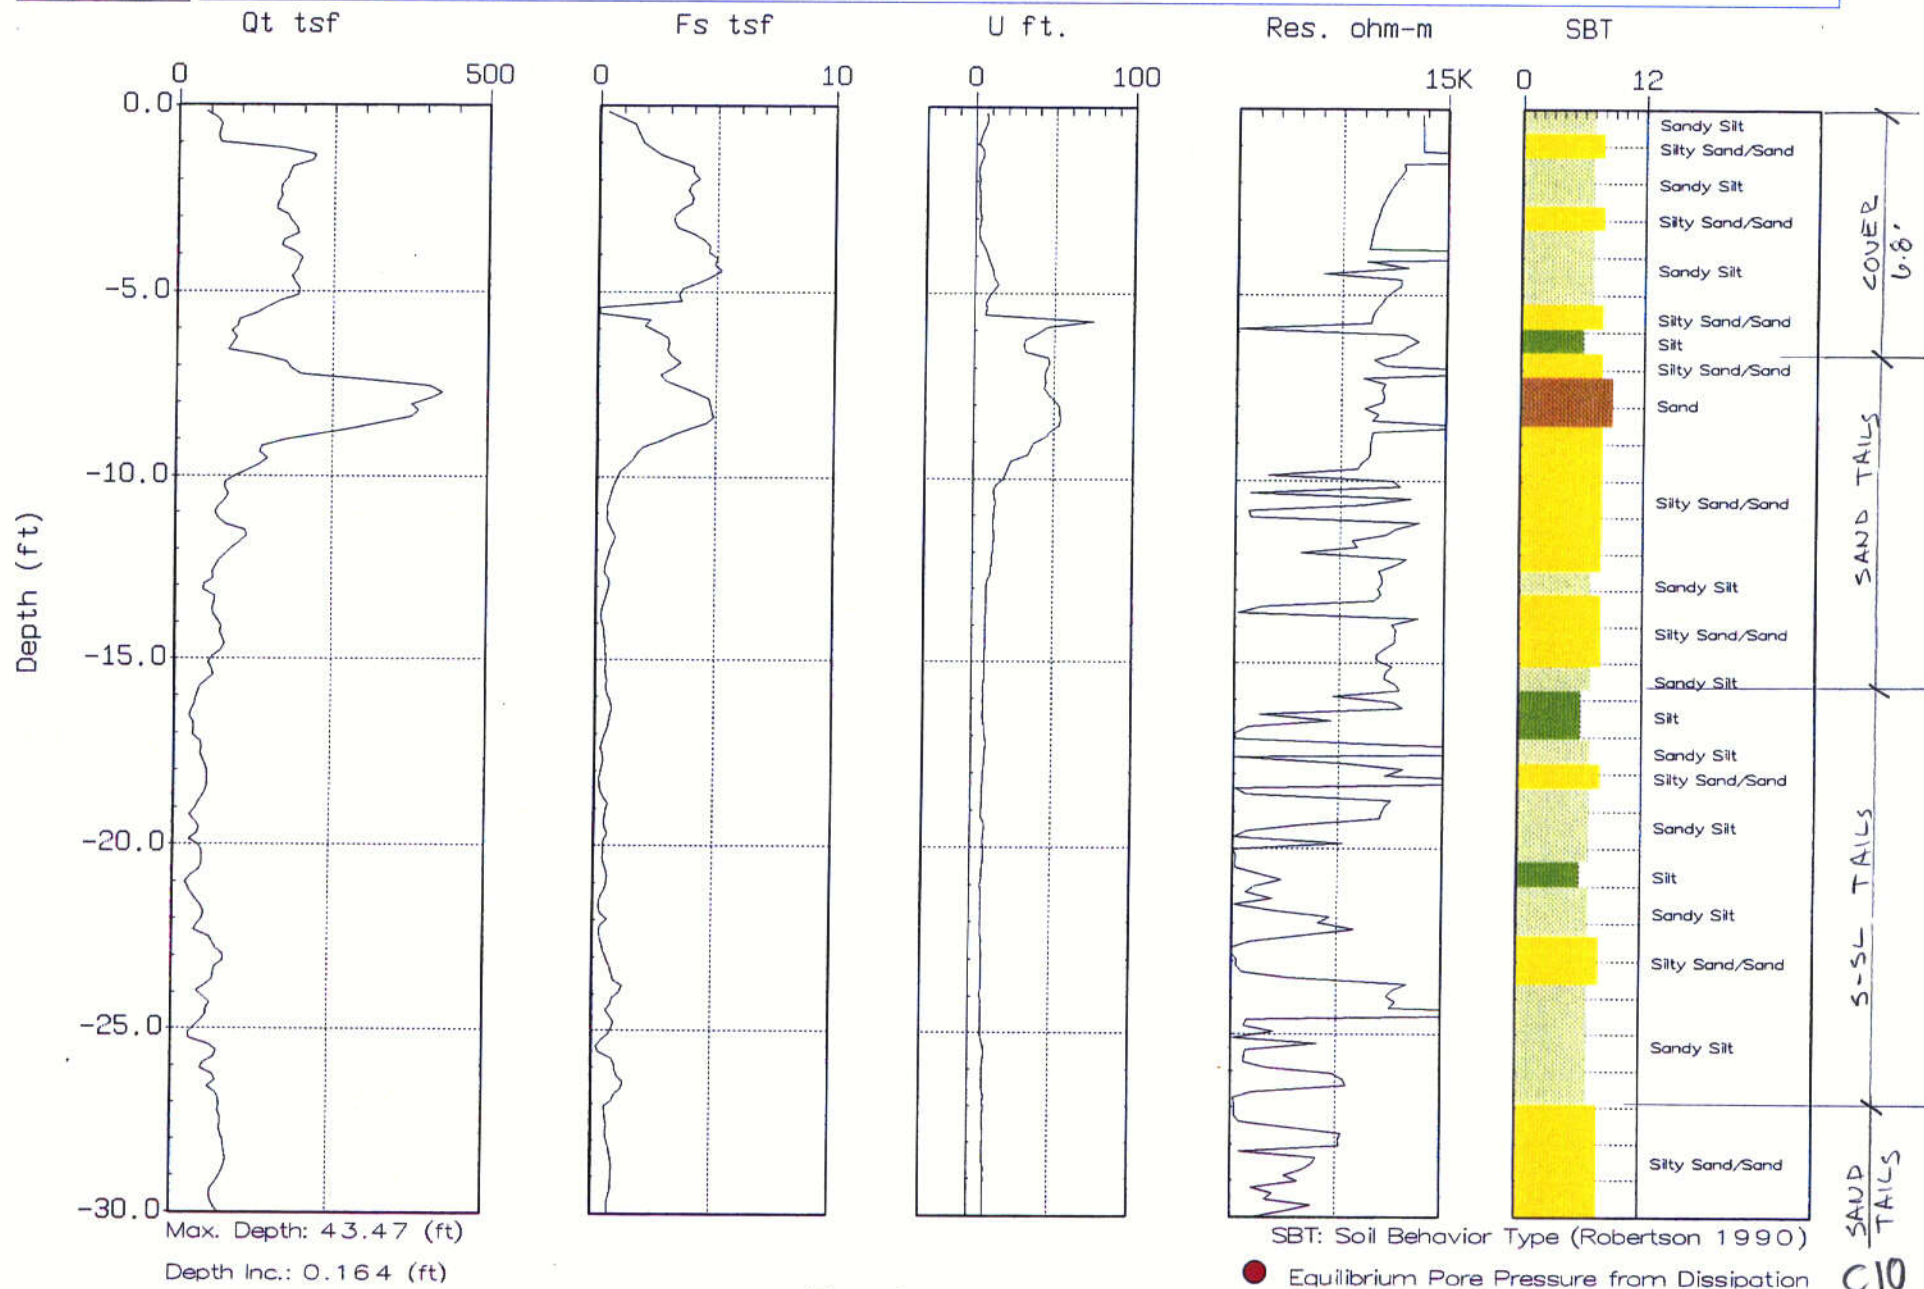 Qt tsf Fs tsf U ft. Res. ohm-m SBT
0 500 0 10 0 100 15K 0 12
0.0
-5.0
-10.0
-15.0
-20.0
-25.0
-30.0
Depth (ft)
Sandy Silt
Silty Sand/Sand
Sandy Silt
Silty Sand/Sand
Sandy Silt
Silty Sand/Sand
Silt
Silty Sand/Sand
Sand
Silty Sand/Sand
Sandy Silt
Silty Sand/Sand
Sandy Silt
Silt
Sandy Silt
Silty Sand/Sand
Sandy Silt
Silt
Sandy Silt
Silty Sand/Sand
Sandy Silt
Silty Sand/Sand
COVER
6.8'
SAND TAILS
S-SL TAILS
SAND
TAILS
Max. Depth: 43.47 (ft)
Depth Inc.: 0.164 (ft)
SBT: Soil Behavior Type (Robertson 1990)
Equilibrium Pore Pressure from Dissipation
C10